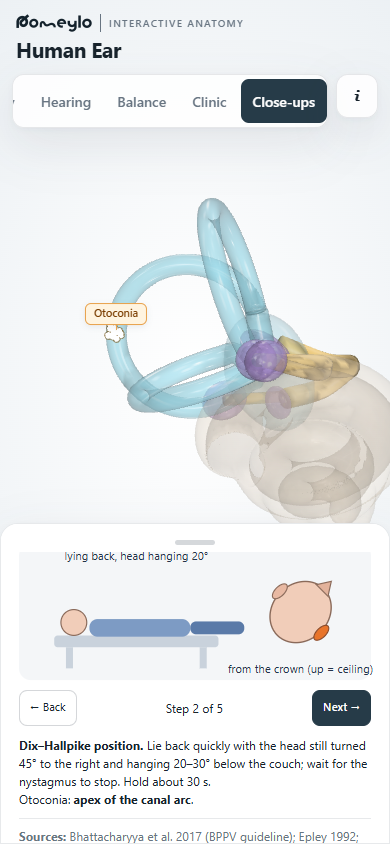 Domeylo | INTERACTIVE ANATOMY
Human Ear
Hearing Balance Clinic Close-ups i
Otoconia
lying back, head hanging 20°
from the crown (up = ceiling)
← Back Step 2 of 5 Next →
Dix–Hallpike position. Lie back quickly with the head still turned
45° to the right and hanging 20–30° below the couch; wait for the
nystagmus to stop. Hold about 30 s.
Otoconia: apex of the canal arc.
Sources: Bhattacharyya et al. 2017 (BPPV guideline); Epley 1992;